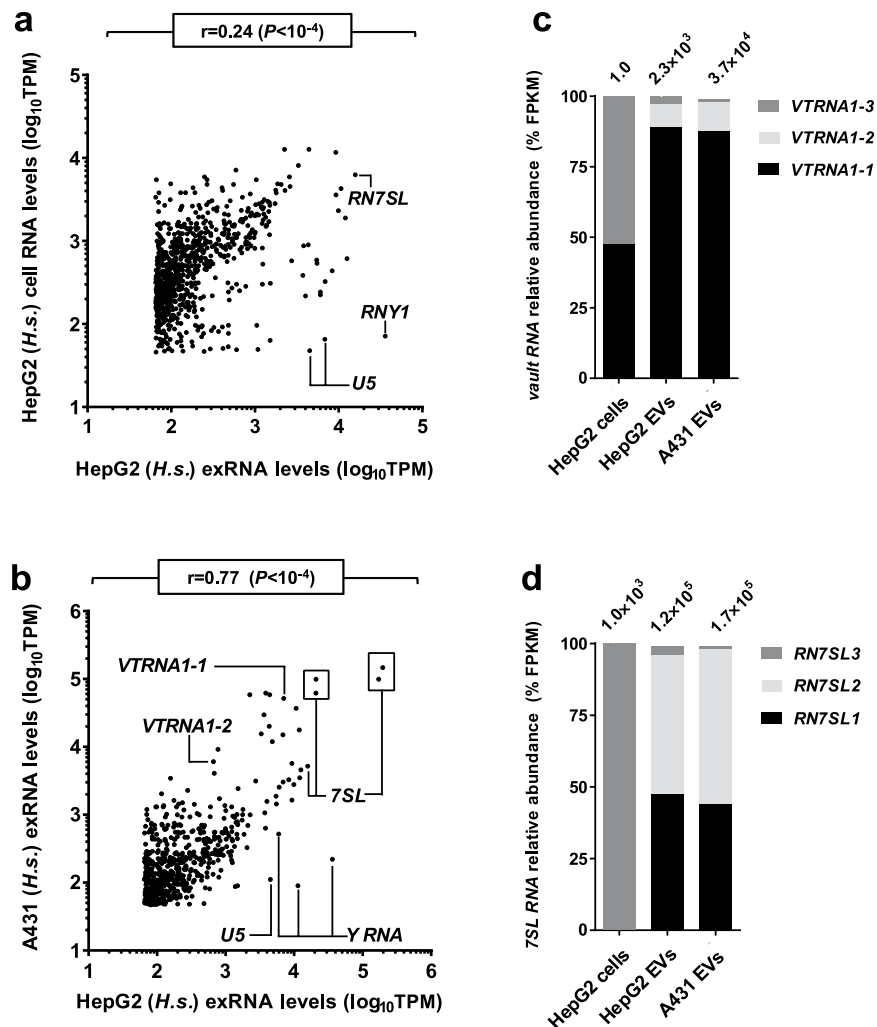 a
r=0.24 (P<10⁻⁴)
HepG2 (H.s.) cell RNA levels (log₁₀TPM)
5
4
3
2
1
RN7SL
RNY1
U5
2
3
4
5
HepG2 (H.s.) exRNA levels (log₁₀TPM)
b
r=0.77 (P<10⁻⁴)
A431 (H.s.) exRNA levels (log₁₀TPM)
6
5
4
3
2
1
VTRNA1-1
VTRNA1-2
7SL
U5
Y RNA
1
2
3
4
5
6
HepG2 (H.s.) exRNA levels (log₁₀TPM)
c
1.0
2.3×10³
3.7×10⁴
vault RNA relative abundance (% FPKM)
100
75
50
25
0
VTRNA1-3
VTRNA1-2
VTRNA1-1
HepG2 cells
HepG2 EVs
A431 EVs
d
1.0×10³
1.2×10⁵
1.7×10⁵
7SL RNA relative abundance (% FPKM)
100
75
50
25
0
RN7SL3
RN7SL2
RN7SL1
HepG2 cells
HepG2 EVs
A431 EVs